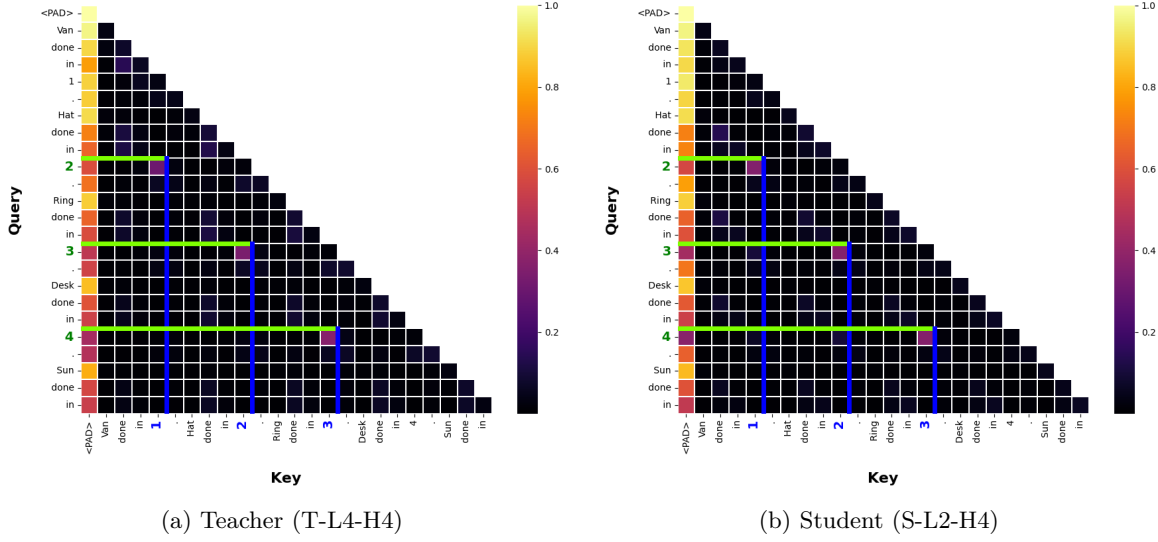 <PAD>
Van
done
in
1
.
Hat
done
in
2
.
Ring
done
in
3
.
Desk
done
in
4
.
Sun
done
in
Query
<PAD> Van done in 1 . Hat done in 2 . Ring done in 3 . Desk done in 4 . Sun done in
Key
1.0
0.8
0.6
0.4
0.2
(a) Teacher (T-L4-H4)
<PAD>
Van
done
in
1
.
Hat
done
in
2
.
Ring
done
in
3
.
Desk
done
in
4
.
Sun
done
in
Query
<PAD> Van done in 1 . Hat done in 2 . Ring done in 3 . Desk done in 4 . Sun done in
Key
1.0
0.8
0.6
0.4
0.2
(b) Student (S-L2-H4)